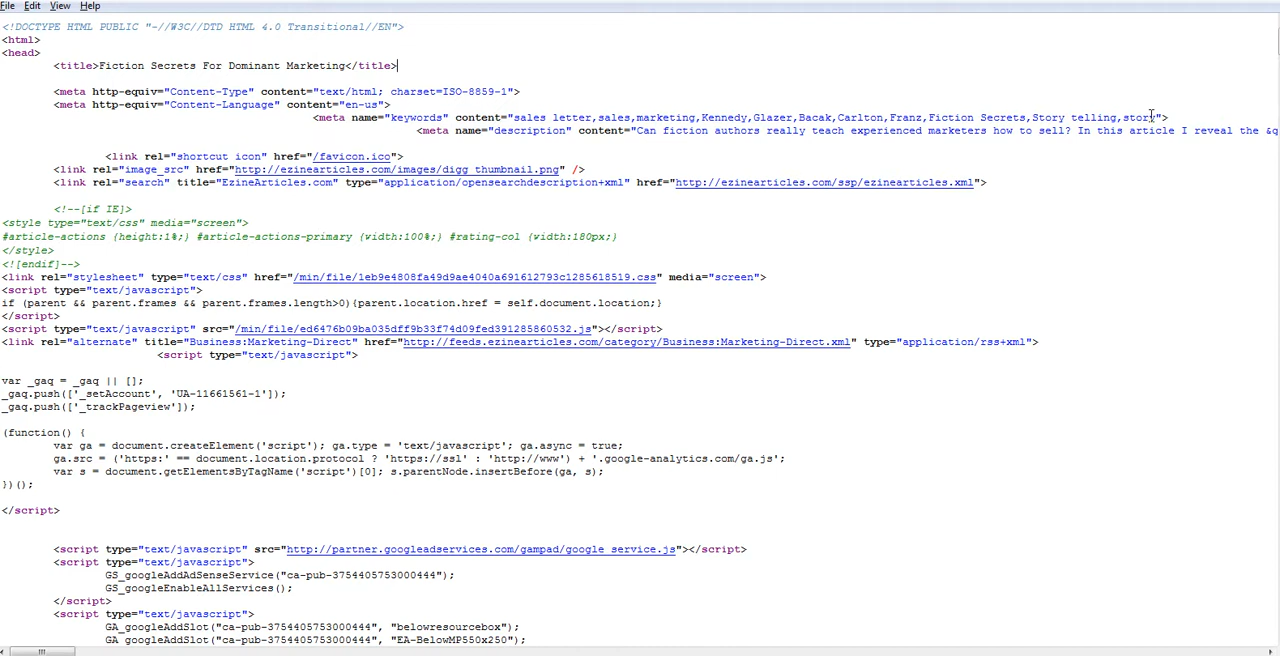 File Edit View Help
<!DOCTYPE HTML PUBLIC "-//W3C//DTD HTML 4.0 Transitional//EN">
<html>
<head>
<title>Fiction Secrets For Dominant Marketing</title>
<meta http-equiv="Content-Type" content="text/html; charset=ISO-8859-1">
<meta http-equiv="Content-Language" content="en-us">
<meta name="keywords" content="sales letter,sales,marketing,Kennedy,Glazer,Bacak,Carlton,Franz,Fiction Secrets,Story telling,story">
<meta name="description" content="Can fiction authors really teach experienced marketers how to sell? In this article I reveal the &q
<link rel="shortcut icon" href="/favicon.ico">
<link rel="image_src" href="http://ezinearticles.com/images/digg_thumbnail.png" />
<link rel="search" title="EzineArticles.com" type="application/opensearchdescription+xml" href="http://ezinearticles.com/ssp/ezinearticles.xml">
<!--[if IE]>
<style type="text/css" media="screen">
#article-actions {height:1%;} #article-actions-primary {width:100%;} #rating-col {width:180px;}
</style>
<![endif]-->
<link rel="stylesheet" type="text/css" href="/min/file/1eb9e4808fa49d9ae4040a691612793c1285618519.css" media="screen">
<script type="text/javascript">
if (parent && parent.frames && parent.frames.length>0){parent.location.href = self.document.location;}
</script>
<script type="text/javascript" src="/min/file/ed6476b09ba035dff9b33f74d09fed391285860532.js"></script>
<link rel="alternate" title="Business:Marketing-Direct" href="http://feeds.ezinearticles.com/category/Business:Marketing-Direct.xml" type="application/rss+xml">
<script type="text/javascript">
var _gaq = _gaq || [];
_gaq.push(['_setAccount', 'UA-11661561-1']);
_gaq.push(['_trackPageview']);
(function() {
var ga = document.createElement('script'); ga.type = 'text/javascript'; ga.async = true;
ga.src = ('https:' == document.location.protocol ? 'https://ssl' : 'http://www') + '.google-analytics.com/ga.js';
var s = document.getElementsByTagName('script')[0]; s.parentNode.insertBefore(ga, s);
})();
</script>
<script type="text/javascript" src="http://partner.googleadservices.com/gampad/google_service.js"></script>
<script type="text/javascript">
GS_googleAddAdSenseService("ca-pub-3754405753000444");
GS_googleEnableAllServices();
</script>
<script type="text/javascript">
GA_googleAddSlot("ca-pub-3754405753000444", "belowresourcebox");
GA_googleAddSlot("ca-pub-3754405753000444", "EA-BelowMP550x250");